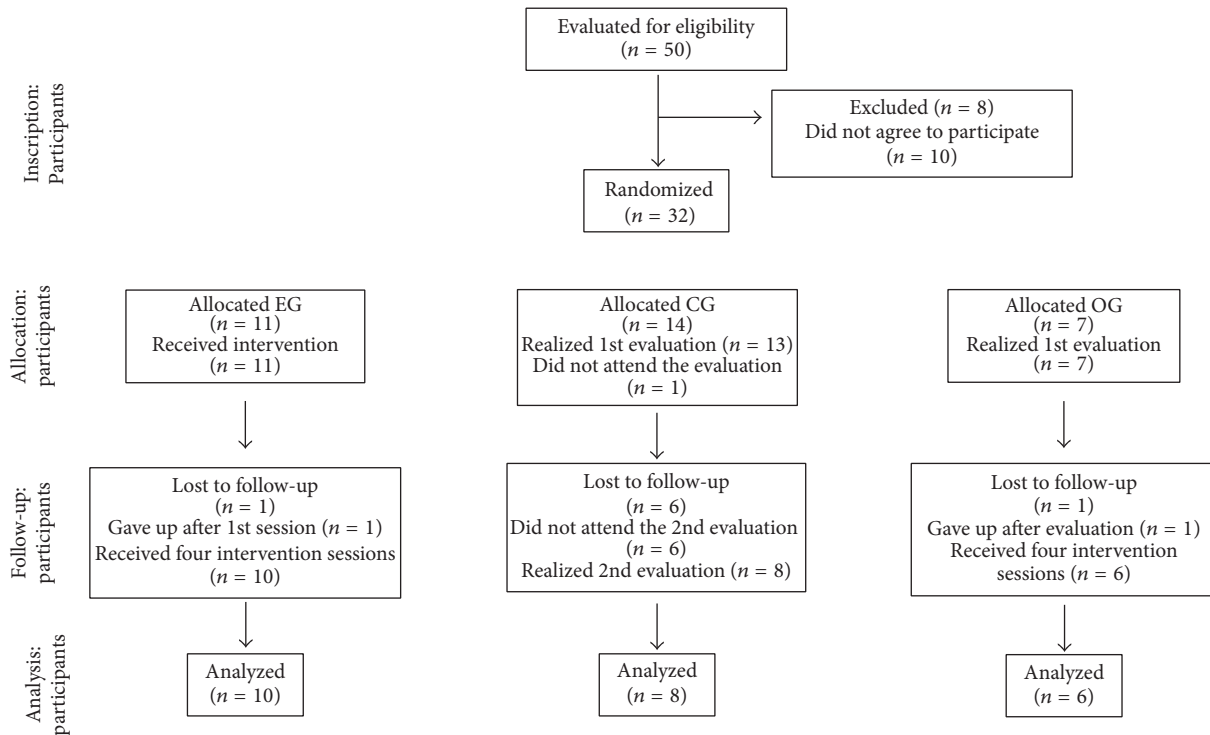 Evaluated for eligibility
(n = 50)
Excluded (n = 8)
Did not agree to participate
(n = 10)
Randomized
(n = 32)
Inscription:
Participants
Allocated EG
(n = 11)
Received intervention
(n = 11)
Allocated CG
(n = 14)
Realized 1st evaluation (n = 13)
Did not attend the evaluation
(n = 1)
Allocated OG
(n = 7)
Realized 1st evaluation
(n = 7)
Allocation:
participants
Lost to follow-up
(n = 1)
Gave up after 1st session (n = 1)
Received four intervention sessions
(n = 10)
Lost to follow-up
(n = 6)
Did not attend the 2nd evaluation
(n = 6)
Realized 2nd evaluation (n = 8)
Lost to follow-up
(n = 1)
Gave up after evaluation (n = 1)
Received four intervention
sessions (n = 6)
Follow-up:
participants
Analyzed
(n = 10)
Analyzed
(n = 8)
Analyzed
(n = 6)
Analysis:
participants